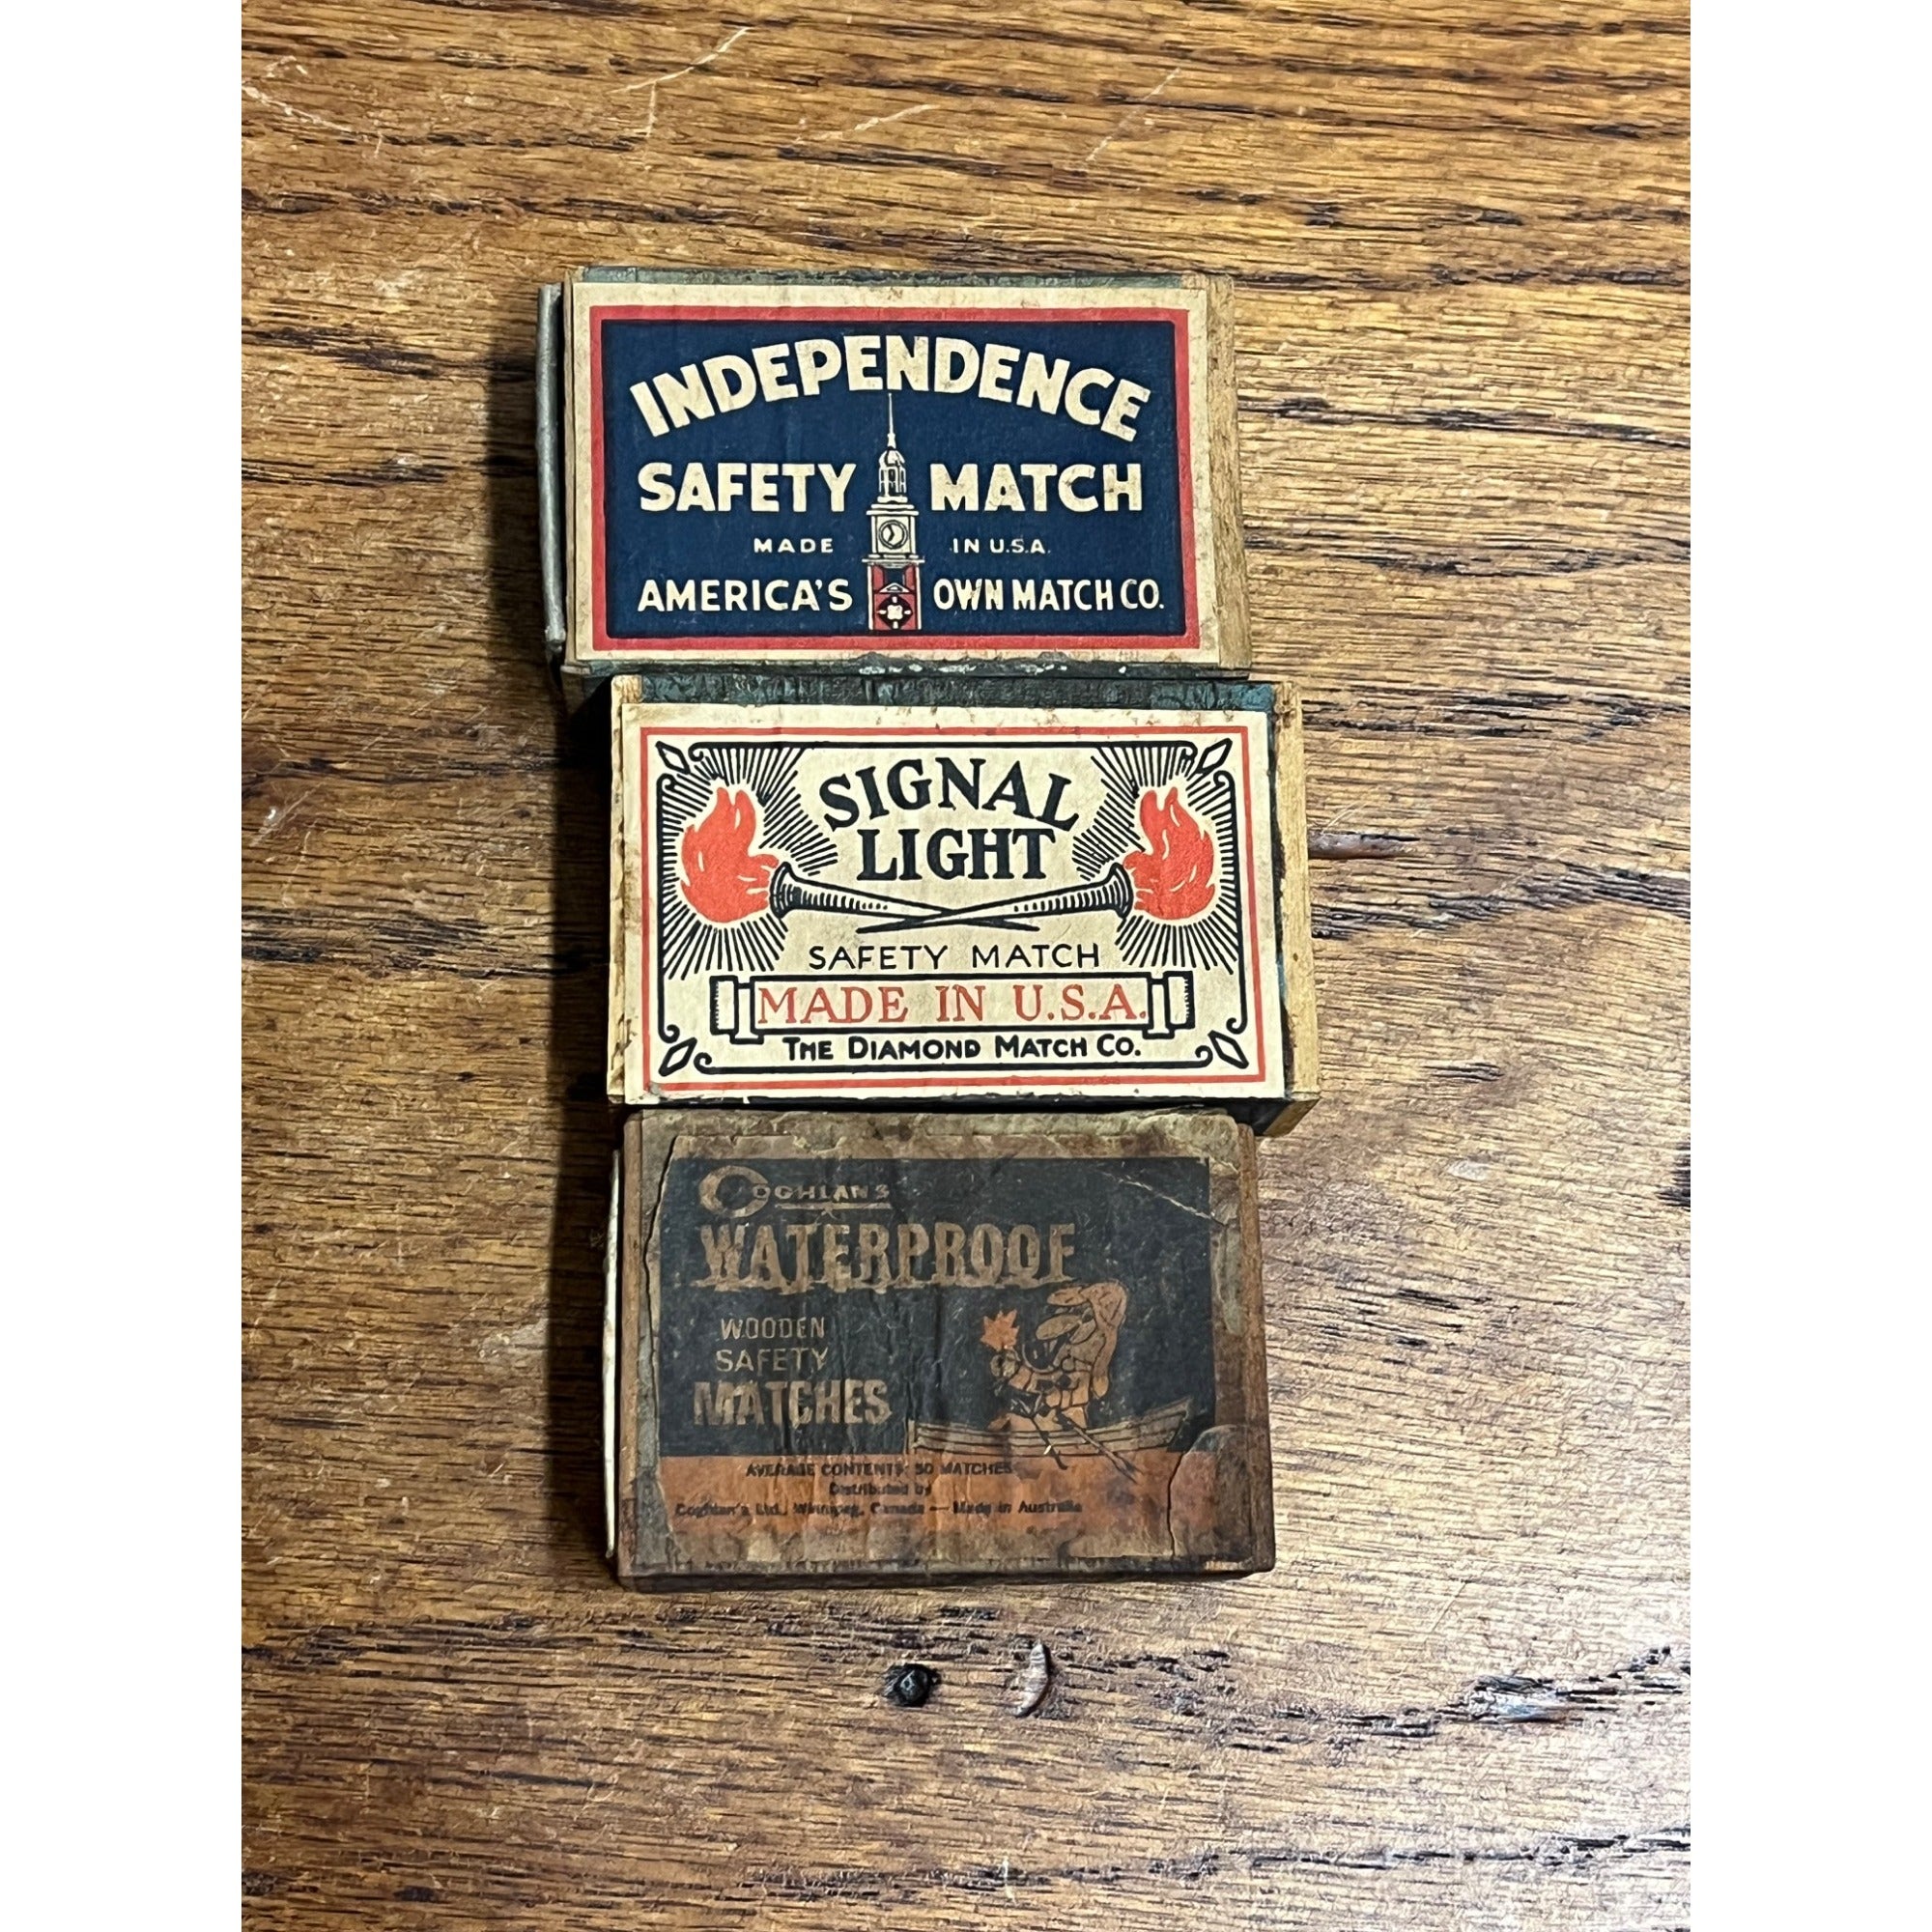 INDEPENDENCE
SAFETY MATCH
MADE IN U.S.A.
AMERICA'S OWN MATCH CO.
SIGNAL
LIGHT
SAFETY MATCH
MADE IN U.S.A.
THE DIAMOND MATCH CO.
COGHLAN'S
WATERPROOF
WOODEN
SAFETY
MATCHES
AVERAGE CONTENTS 50 MATCHES
Distributed by
Coghlan's Ltd., Winnipeg, Canada — Made in Australia